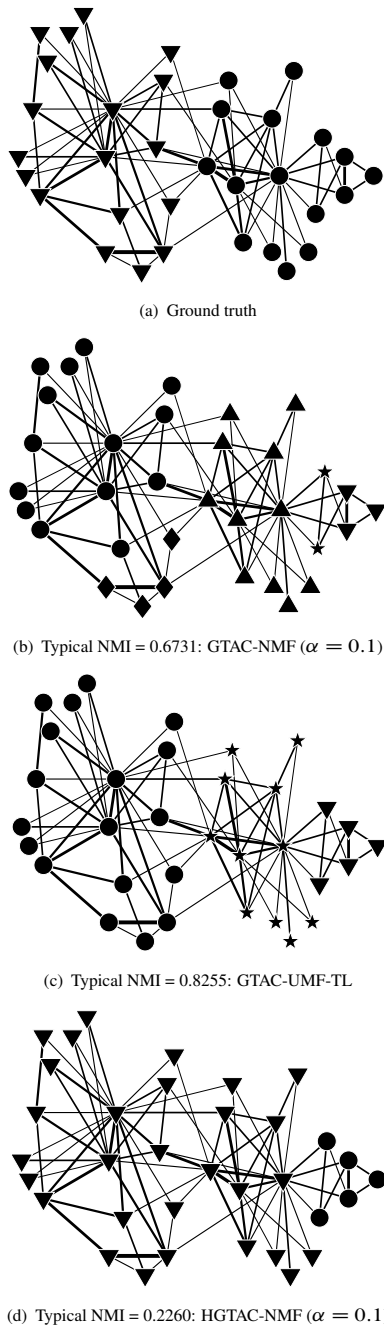 (a) Ground truth
(b) Typical NMI = 0.6731: GTAC-NMF (α = 0.1)
(c) Typical NMI = 0.8255: GTAC-UMF-TL
(d) Typical NMI = 0.2260: HGTAC-NMF (α = 0.1